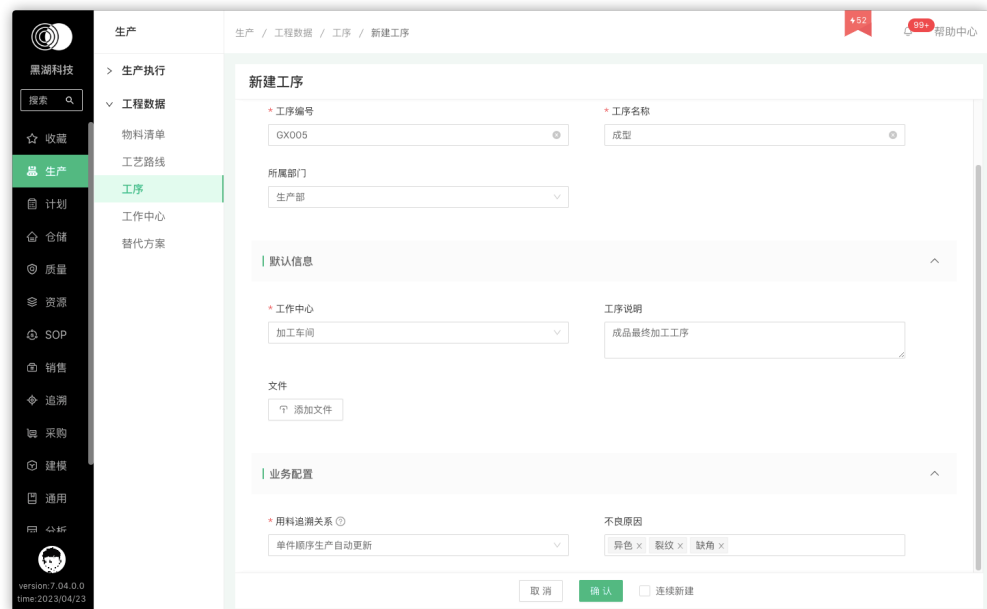 生产
生产 / 工程数据 / 工序 / 新建工序
52
99+
帮助中心
黑湖科技
搜索
收藏
生产
计划
仓储
质量
资源
SOP
销售
追溯
采购
建模
通用
分析
version:7.04.0.0
time:2023/04/23
生产执行
工程数据
物料清单
工艺路线
工序
工作中心
替代方案
新建工序
* 工序编号
GX005
* 工序名称
成型
所属部门
生产部
默认信息
* 工作中心
加工车间
工序说明
成品最终加工工序
文件
添加文件
业务配置
* 用料追溯关系
单件顺序生产自动更新
不良原因
异色 × 裂纹 × 缺角 ×
取消
确认
连续新建